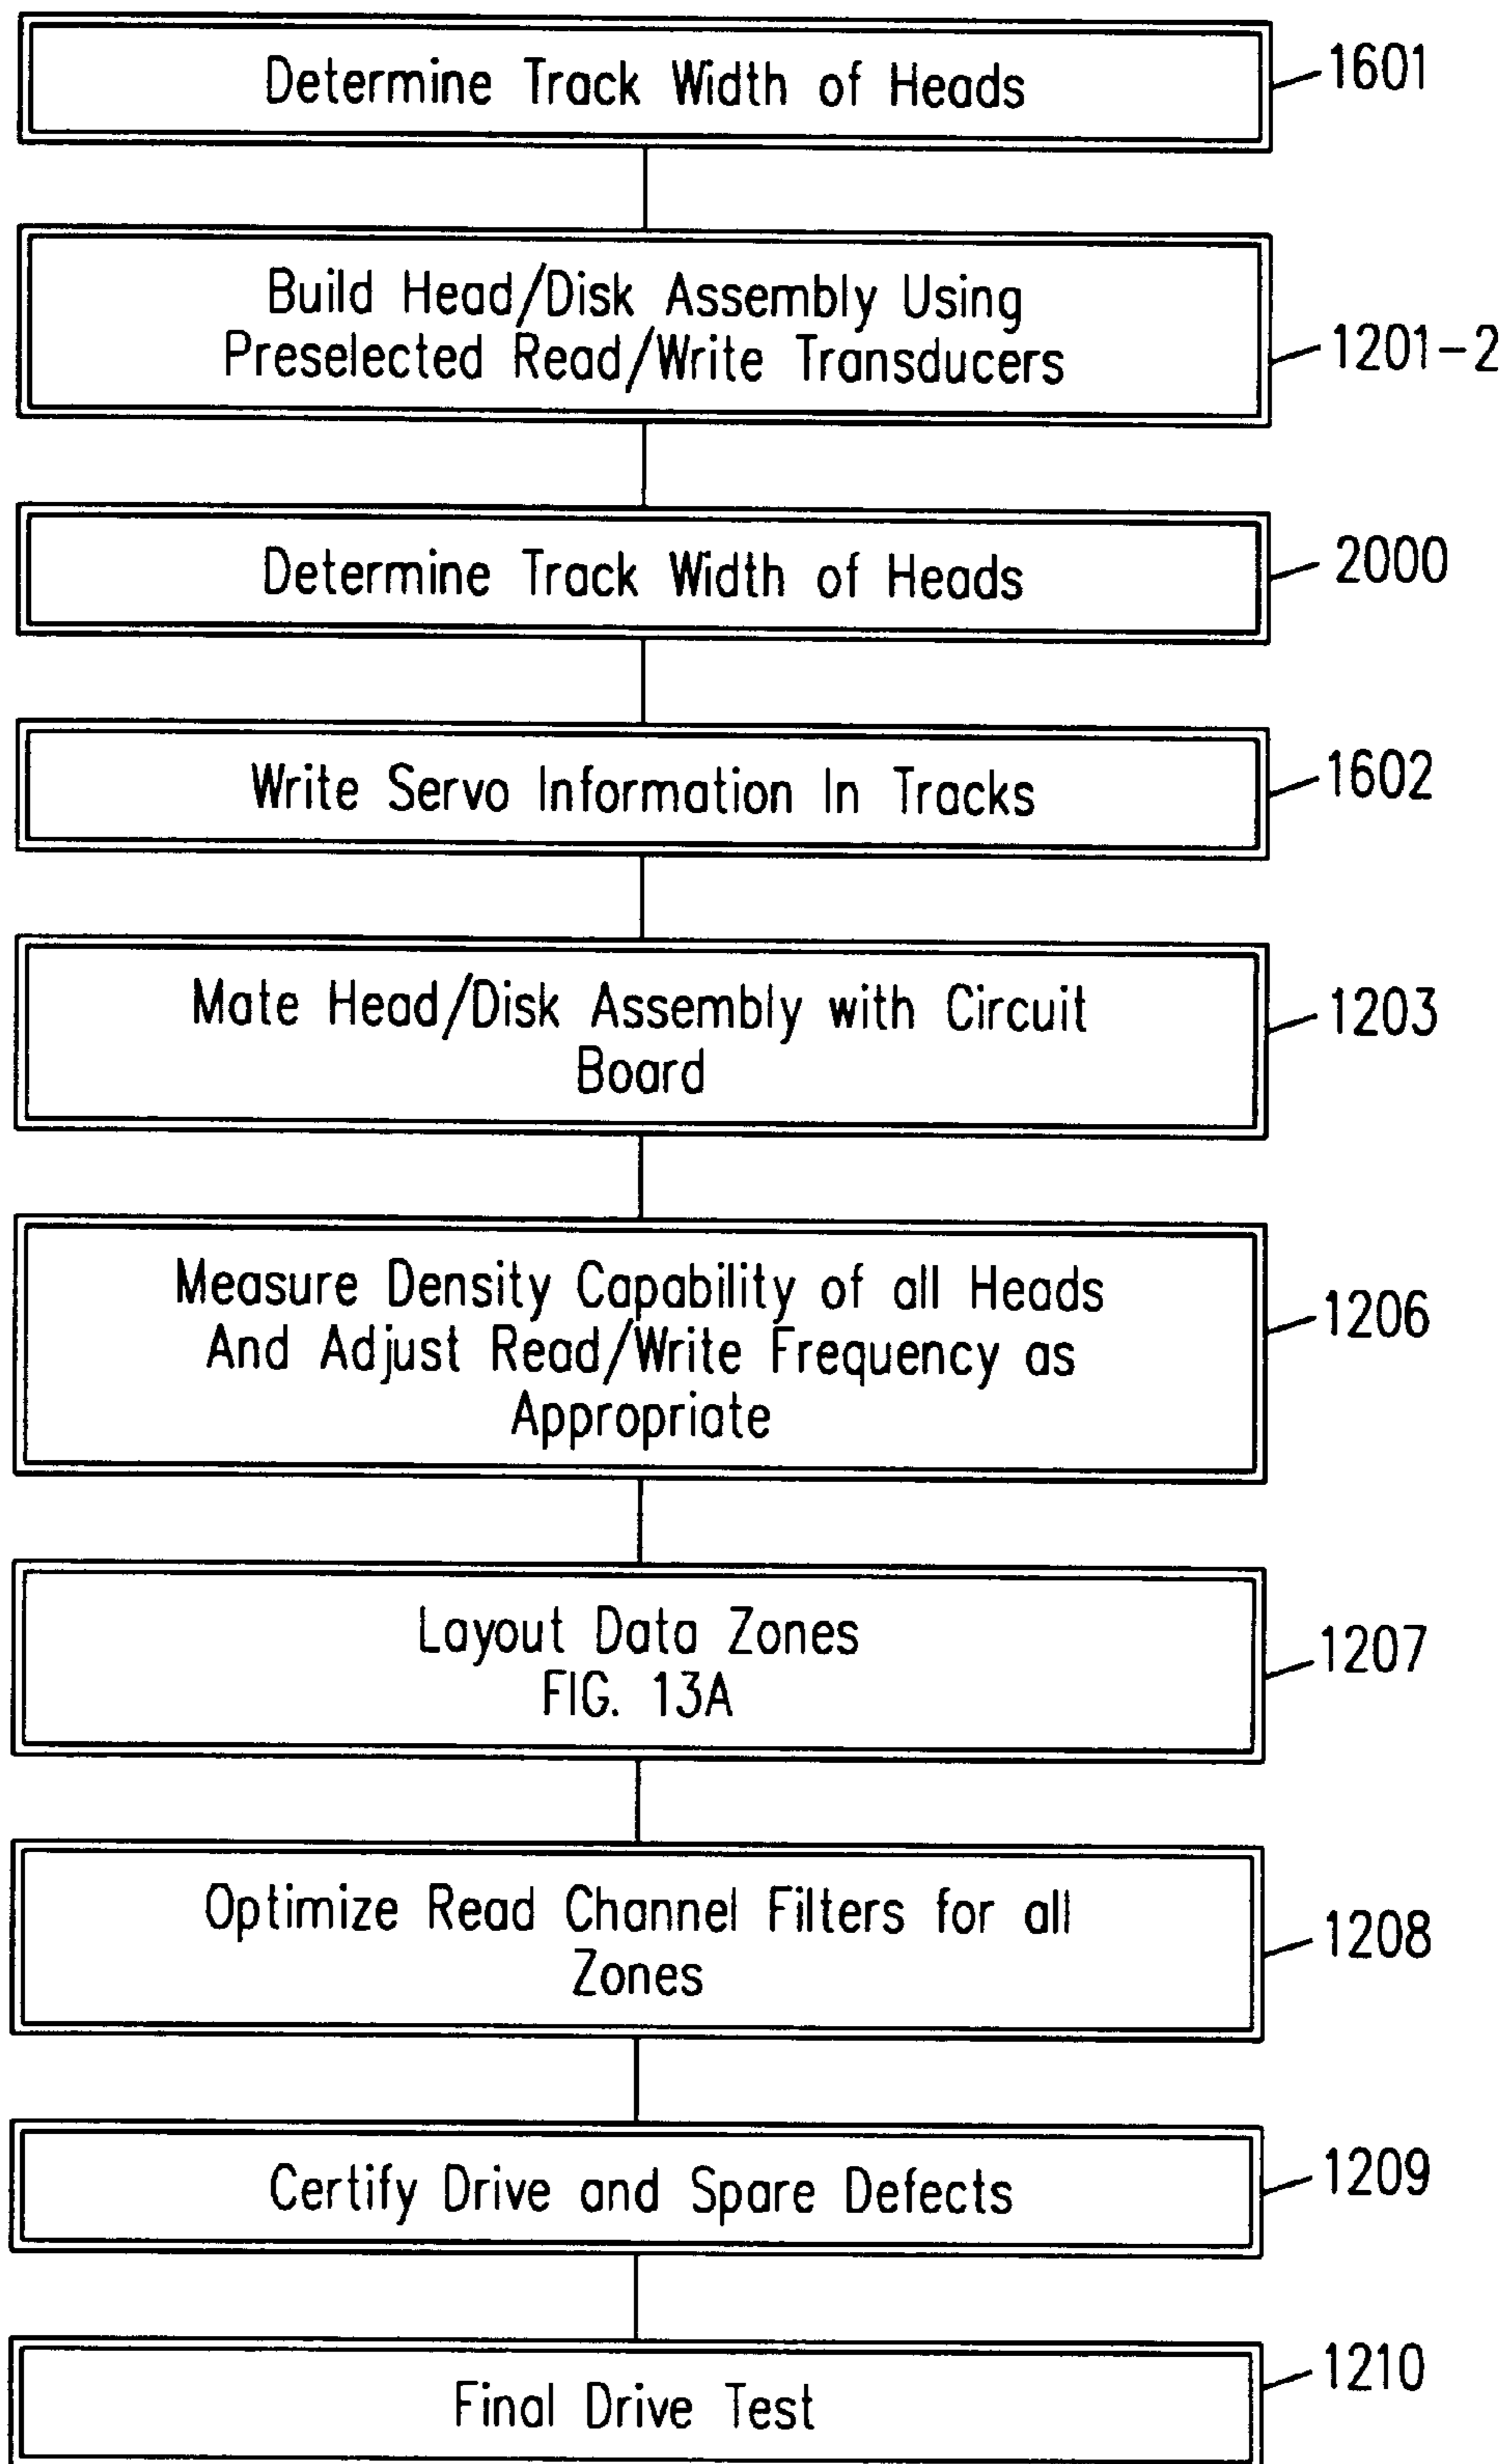 Determine Track Width of Heads
1601
Build Head/Disk Assembly Using
Preselected Read/Write Transducers
1201-2
Determine Track Width of Heads
2000
Write Servo Information In Tracks
1602
Mate Head/Disk Assembly with Circuit
Board
1203
Measure Density Capability of all Heads
And Adjust Read/Write Frequency as
Appropriate
1206
Layout Data Zones
FIG. 13A
1207
Optimize Read Channel Filters for all
Zones
1208
Certify Drive and Spare Defects
1209
Final Drive Test
1210